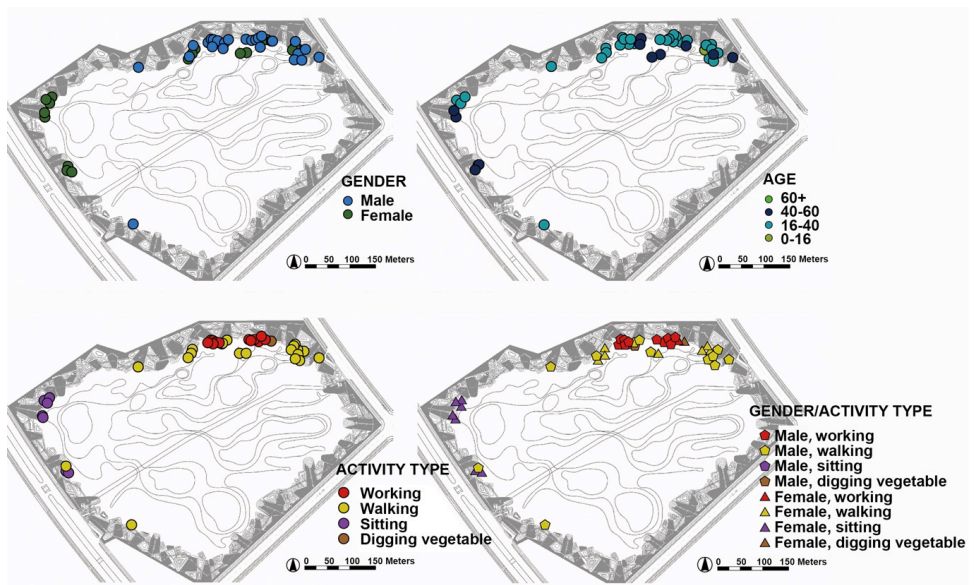 GENDER
Male
Female
0 50 100 150 Meters
AGE
60+
40-60
16-40
0-16
0 50 100 150 Meters
ACTIVITY TYPE
Working
Walking
Sitting
Digging vegetable
0 50 100 150 Meters
GENDER/ACTIVITY TYPE
Male, working
Male, walking
Male, sitting
Male, digging vegetable
Female, working
Female, walking
Female, sitting
Female, digging vegetable
0 50 100 150 Meters